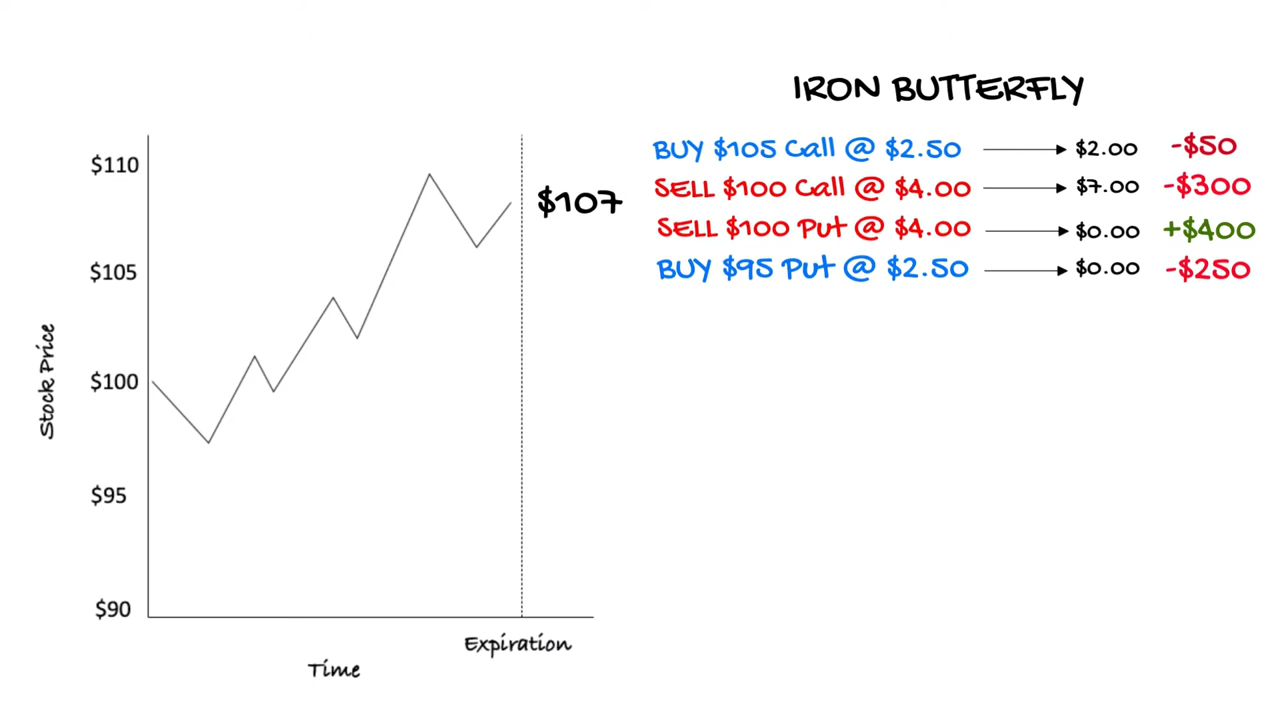 IRON BUTTERFLY
BUY $105 Call @ $2.50 $2.00 -$50
SELL $100 Call @ $4.00 $7.00 -$300
SELL $100 Put @ $4.00 $0.00 +$400
BUY $95 Put @ $2.50 $0.00 -$250
$110
$107
$105
$100
$95
$90
Stock Price
Expiration
Time